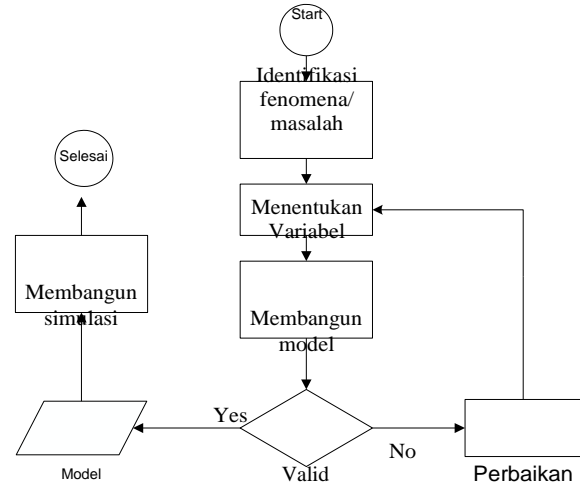 Start
Identifikasi
fenomena/
masalah
Selesai
Menentukan
Variabel
Membangun
simulasi
Membangun
model
Yes
No
Model
Valid
Perbaikan